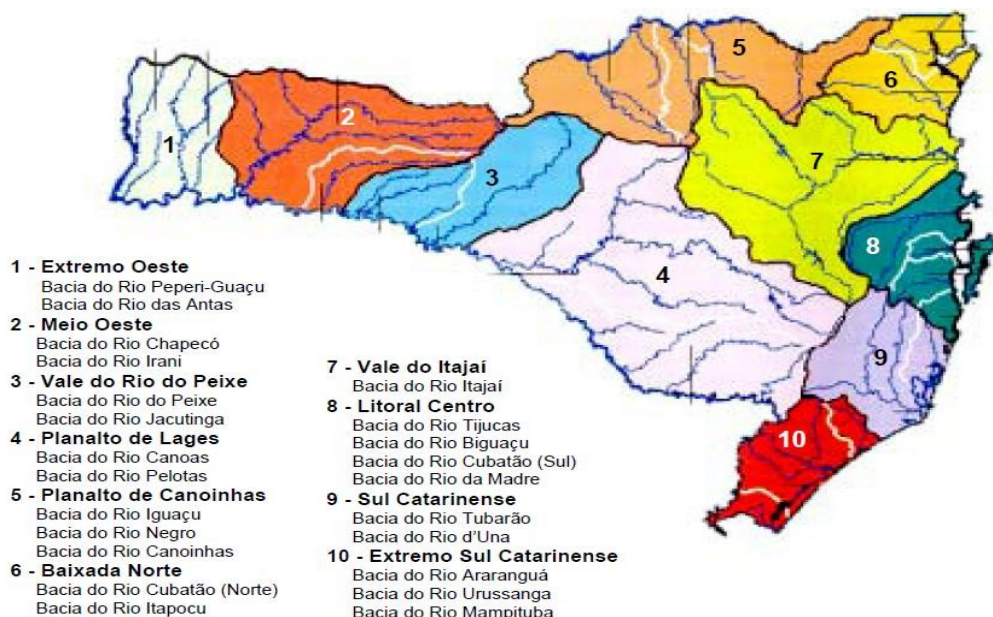 5
6
2
1
3
7
8
4
9
10
1 - Extremo Oeste
Bacia do Rio Peperi-Guaçu
Bacia do Rio das Antas
2 - Meio Oeste
Bacia do Rio Chapecó
Bacia do Rio Irani
3 - Vale do Rio do Peixe
Bacia do Rio do Peixe
Bacia do Rio Jacutinga
4 - Planalto de Lages
Bacia do Rio Canoas
Bacia do Rio Pelotas
5 - Planalto de Canoinhas
Bacia do Rio Iguaçu
Bacia do Rio Negro
Bacia do Rio Canoinhas
6 - Baixada Norte
Bacia do Rio Cubatão (Norte)
Bacia do Rio Itapocu
7 - Vale do Itajaí
Bacia do Rio Itajaí
8 - Litoral Centro
Bacia do Rio Tijucas
Bacia do Rio Biguaçu
Bacia do Rio Cubatão (Sul)
Bacia do Rio da Madre
9 - Sul Catarinense
Bacia do Rio Tubarão
Bacia do Rio d'Una
10 - Extremo Sul Catarinense
Bacia do Rio Araranguá
Bacia do Rio Urussanga
Bacia do Rio Mampituba